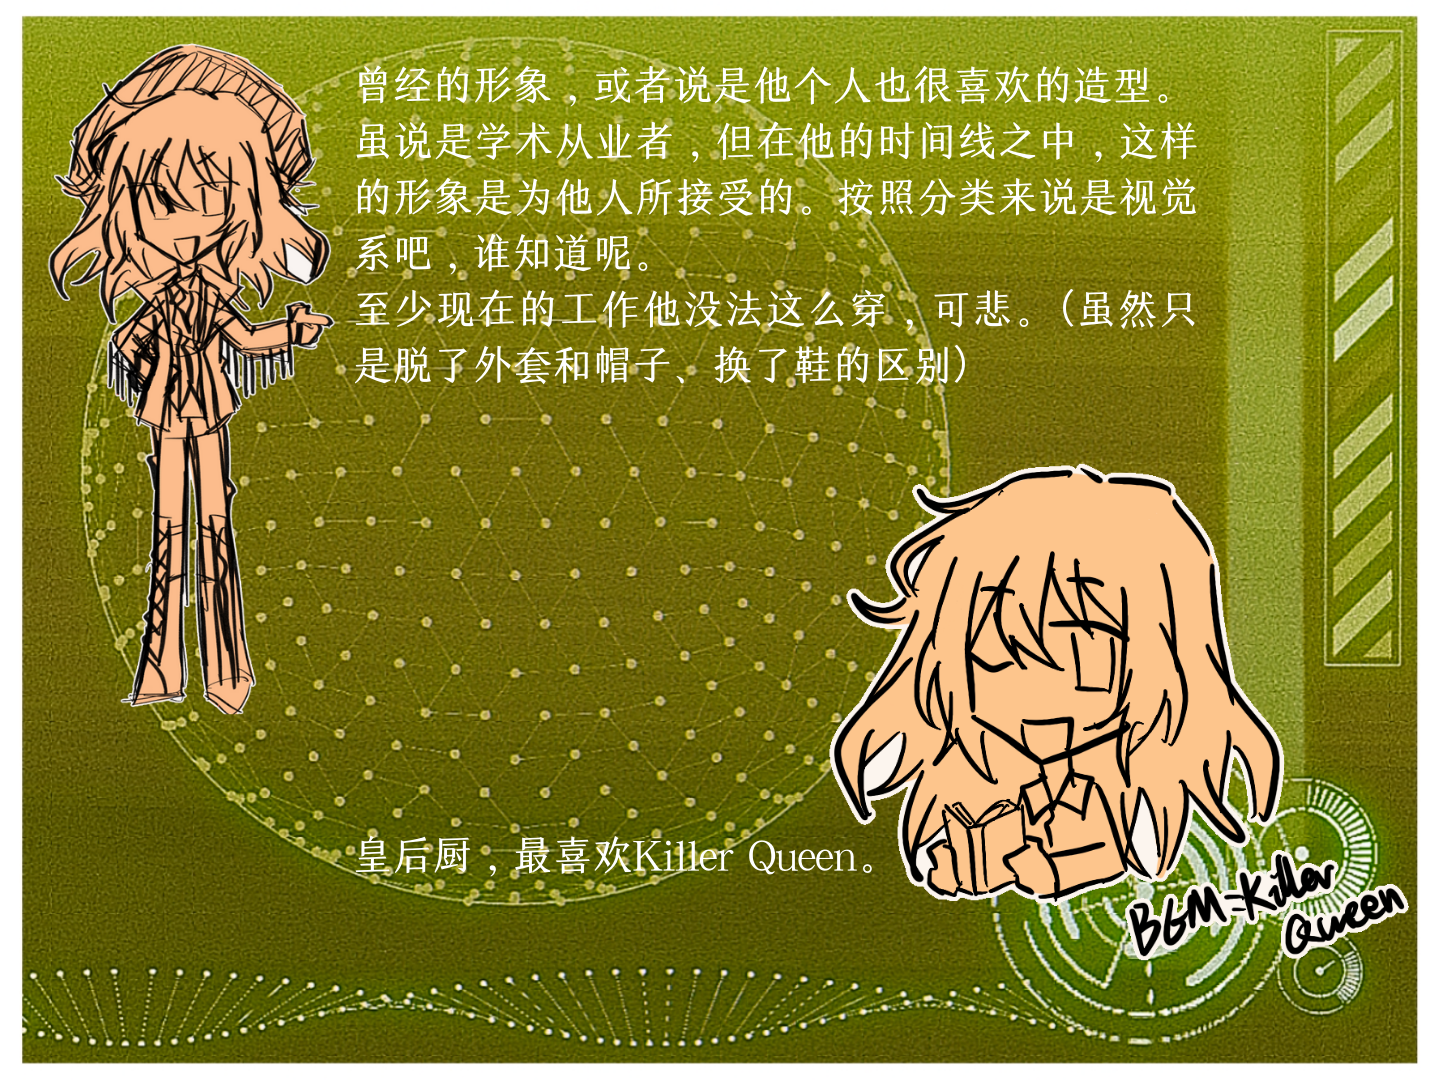 曾经的形象，或者说是他个人也很喜欢的造型。
虽说是学术从业者，但在他的时间线之中，这样
的形象是为他人所接受的。按照分类来说是视觉
系吧，谁知道呢。
至少现在的工作他没法这么穿，可悲。（虽然只
是脱了外套和帽子、换了鞋的区别）
皇后厨，最喜欢Killer Queen。
BGM=Killer
Queen